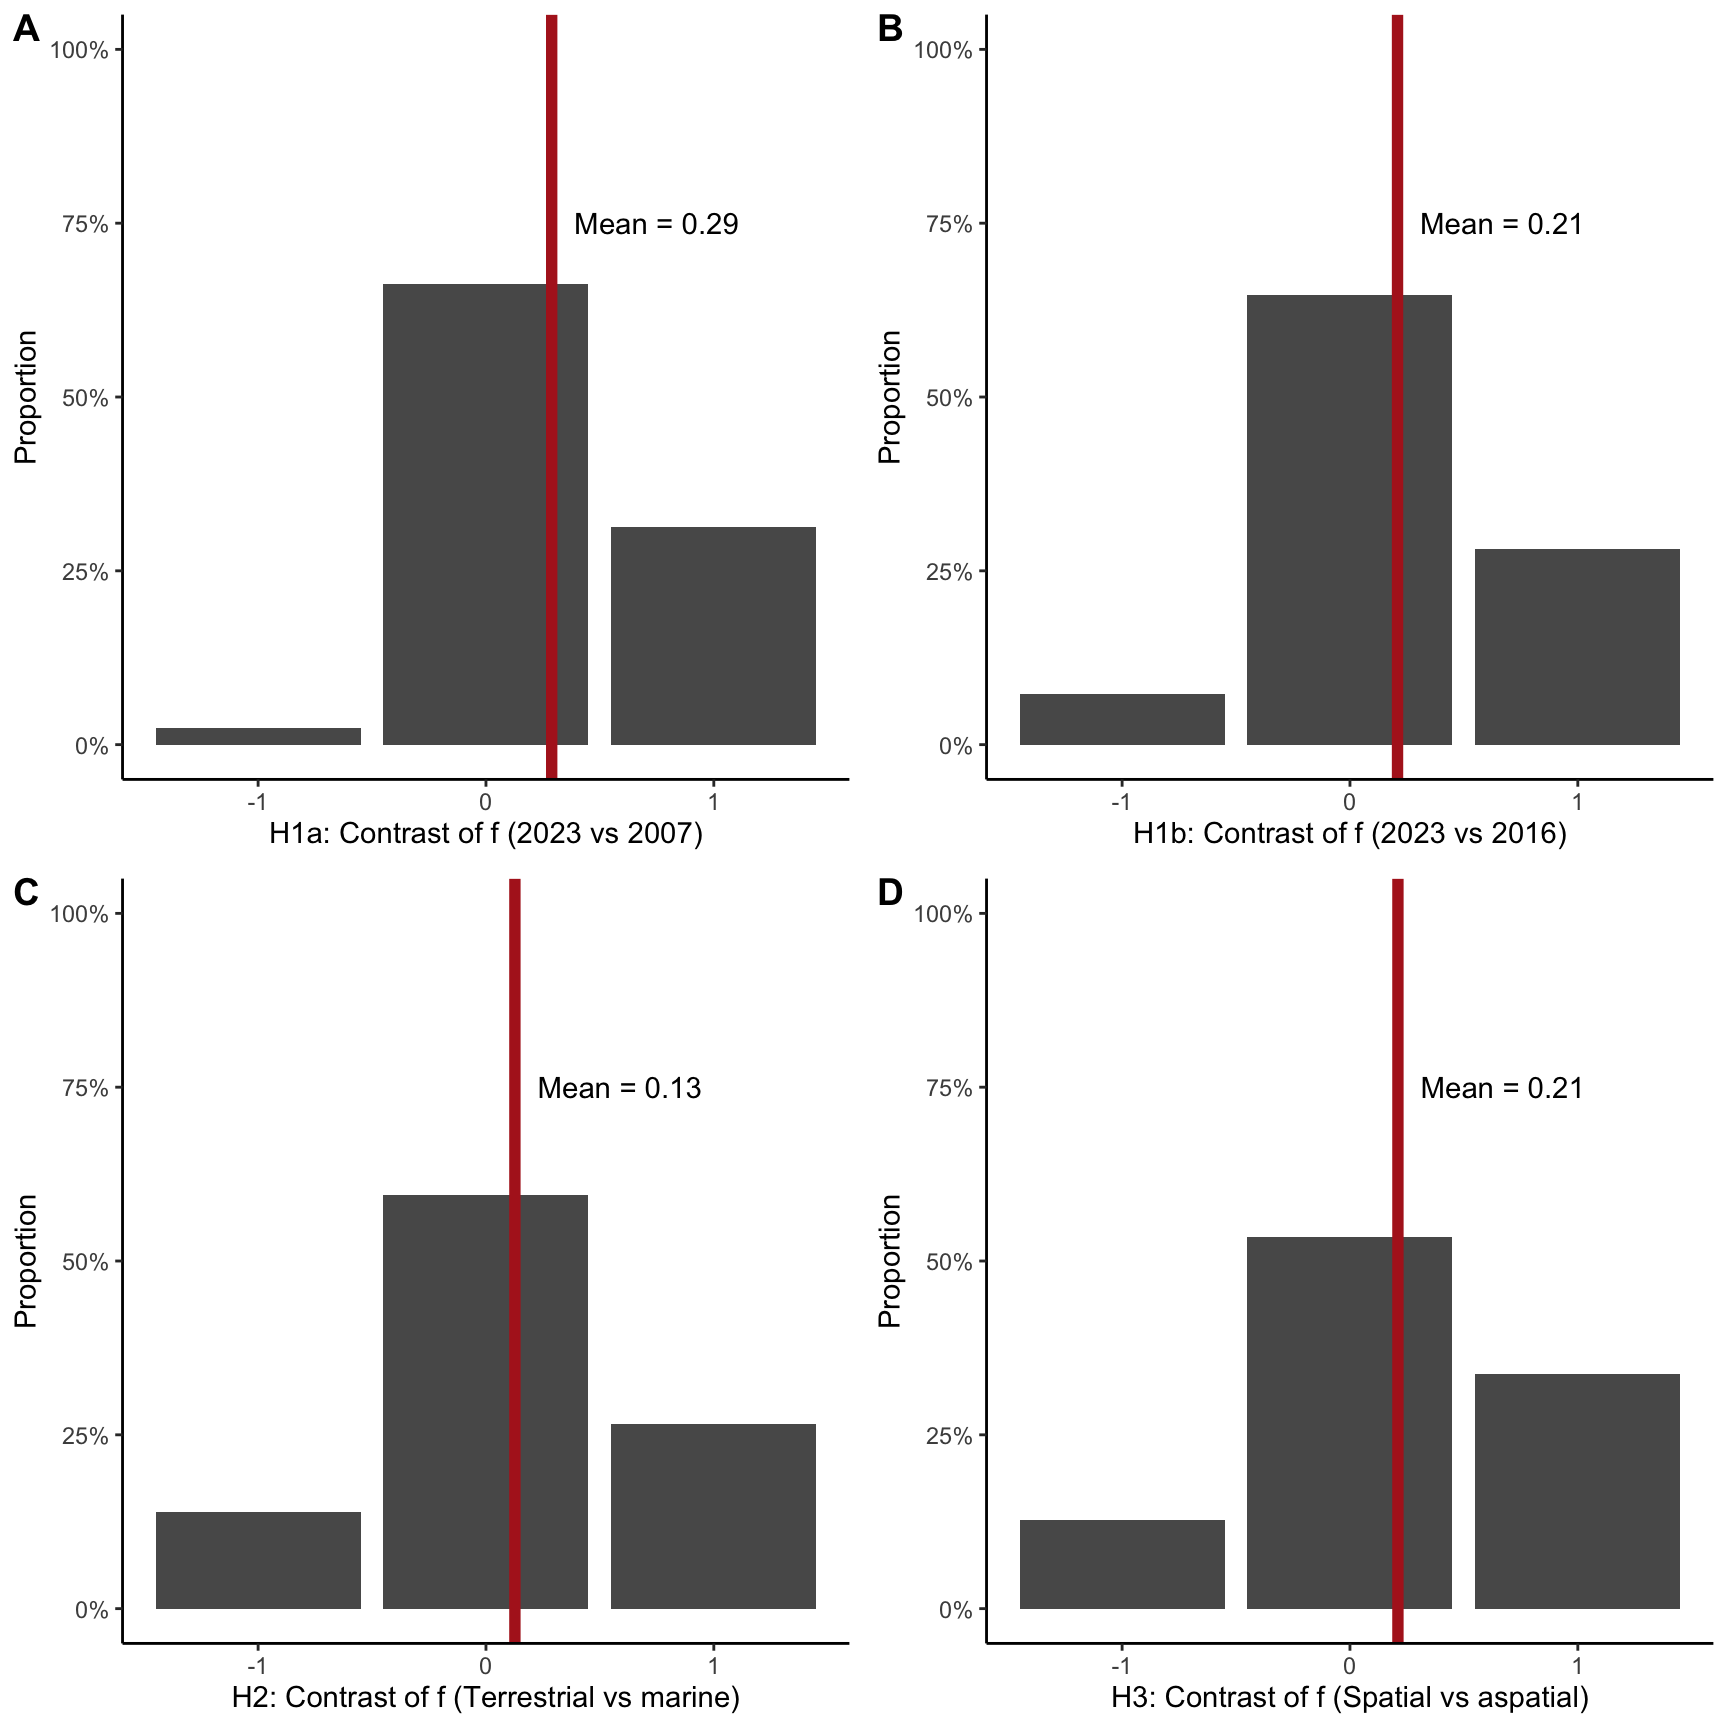 A
100%
75%
50%
25%
0%
Proportion
Mean = 0.29
-1 0 1
H1a: Contrast of f (2023 vs 2007)
B
100%
75%
50%
25%
0%
Proportion
Mean = 0.21
-1 0 1
H1b: Contrast of f (2023 vs 2016)
C
100%
75%
50%
25%
0%
Proportion
Mean = 0.13
-1 0 1
H2: Contrast of f (Terrestrial vs marine)
D
100%
75%
50%
25%
0%
Proportion
Mean = 0.21
-1 0 1
H3: Contrast of f (Spatial vs aspatial)